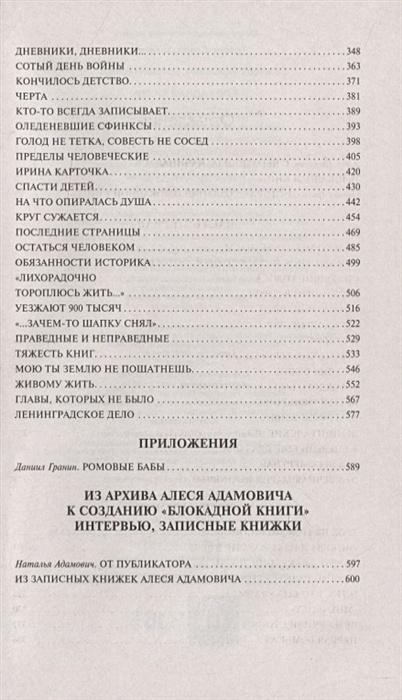 ДНЕВНИКИ, ДНЕВНИКИ... 348
СОТЫЙ ДЕНЬ ВОЙНЫ 363
КОНЧИЛОСЬ ДЕТСТВО. 371
ЧЕРТА 381
КТО-ТО ВСЕГДА ЗАПИСЫВАЕТ. 389
ОЛЕДЕНЕВШИЕ СФИНКСЫ 393
ГОЛОД НЕ ТЕТКА, СОВЕСТЬ НЕ СОСЕД 398
ПРЕДЕЛЫ ЧЕЛОВЕЧЕСКИЕ 405
ИРИНА КАРТОЧКА. 420
СПАСТИ ДЕТЕЙ 430
НА ЧТО ОПИРАЛАСЬ ДУША 442
КРУГ СУЖАЕТСЯ. 454
ПОСЛЕДНИЕ СТРАНИЦЫ 469
ОСТАТЬСЯ ЧЕЛОВЕКОМ 485
ОБЯЗАННОСТИ ИСТОРИКА 499
«ЛИХОРАДОЧНО
ТОРОПЛЮСЬ ЖИТЬ...» 506
УЕЗЖАЮТ 900 ТЫСЯЧ 516
«...ЗАЧЕМ-ТО ШАПКУ СНЯЛ» 522
ПРАВЕДНЫЕ И НЕПРАВЕДНЫЕ 529
ТЯЖЕСТЬ КНИГ. 533
МОЮ ТЫ ЗЕМЛЮ НЕ ПОШАТНЕШЬ. 546
ЖИВОМУ ЖИТЬ. 552
ГЛАВЫ, КОТОРЫХ НЕ БЫЛО 567
ЛЕНИНГРАДСКОЕ ДЕЛО 577
ПРИЛОЖЕНИЯ
Даниил Гранин. РОМОВЫЕ БАБЫ 589
ИЗ АРХИВА АЛЕСЯ АДАМОВИЧА
К СОЗДАНИЮ «БЛОКАДНОЙ КНИГИ»
ИНТЕРВЬЮ, ЗАПИСНЫЕ КНИЖКИ
Наталья Адамович. ОТ ПУБЛИКАТОРА 597
ИЗ ЗАПИСНЫХ КНИЖЕК АЛЕСЯ АДАМОВИЧА 600